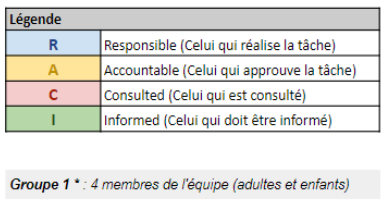 Légende
R Responsible (Celui qui réalise la tâche)
A Accountable (Celui qui approuve la tâche)
C Consulted (Celui qui est consulté)
I Informed (Celui qui doit être informé)
Groupe 1 * : 4 membres de l'équipe (adultes et enfants)